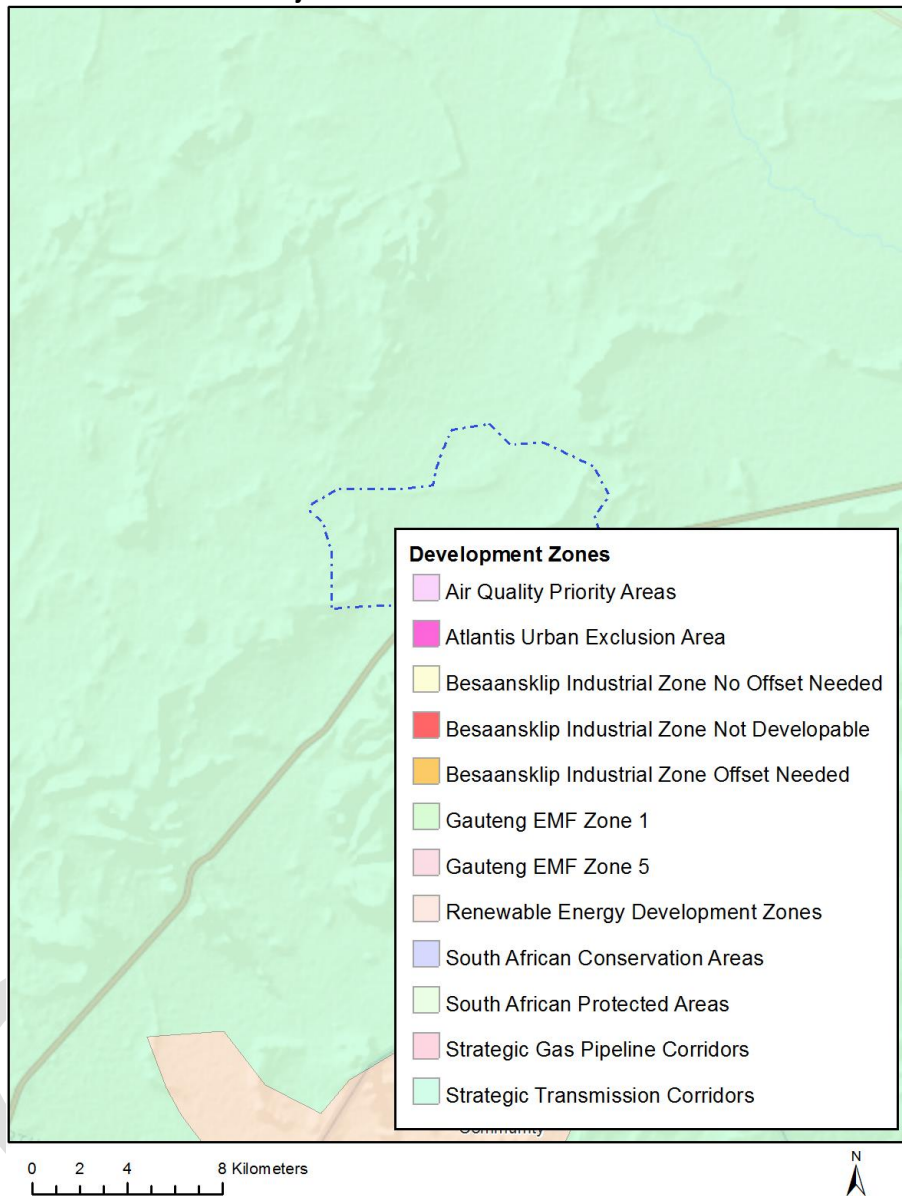 Development Zones
Air Quality Priority Areas
Atlantis Urban Exclusion Area
Besaansklip Industrial Zone No Offset Needed
Besaansklip Industrial Zone Not Developable
Besaansklip Industrial Zone Offset Needed
Gauteng EMF Zone 1
Gauteng EMF Zone 5
Renewable Energy Development Zones
South African Conservation Areas
South African Protected Areas
Strategic Gas Pipeline Corridors
Strategic Transmission Corridors
0 2 4 8 Kilometers
N